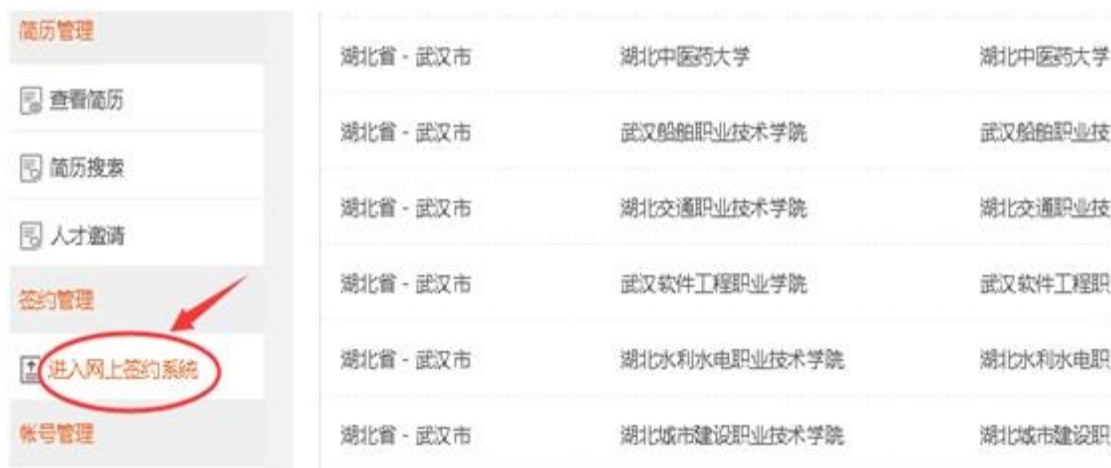 简历管理
查看简历
简历搜索
人才邀请
签约管理
进入网上签约系统
帐号管理
湖北省 - 武汉市 湖北中医药大学 湖北中医药大学
湖北省 - 武汉市 武汉船舶职业技术学院 武汉船舶职业技
湖北省 - 武汉市 湖北交通职业技术学院 湖北交通职业技
湖北省 - 武汉市 武汉软件工程职业学院 武汉软件工程职
湖北省 - 武汉市 湖北水利水电职业技术学院 湖北水利水电职
湖北省 - 武汉市 湖北城市建设职业技术学院 湖北城市建设职